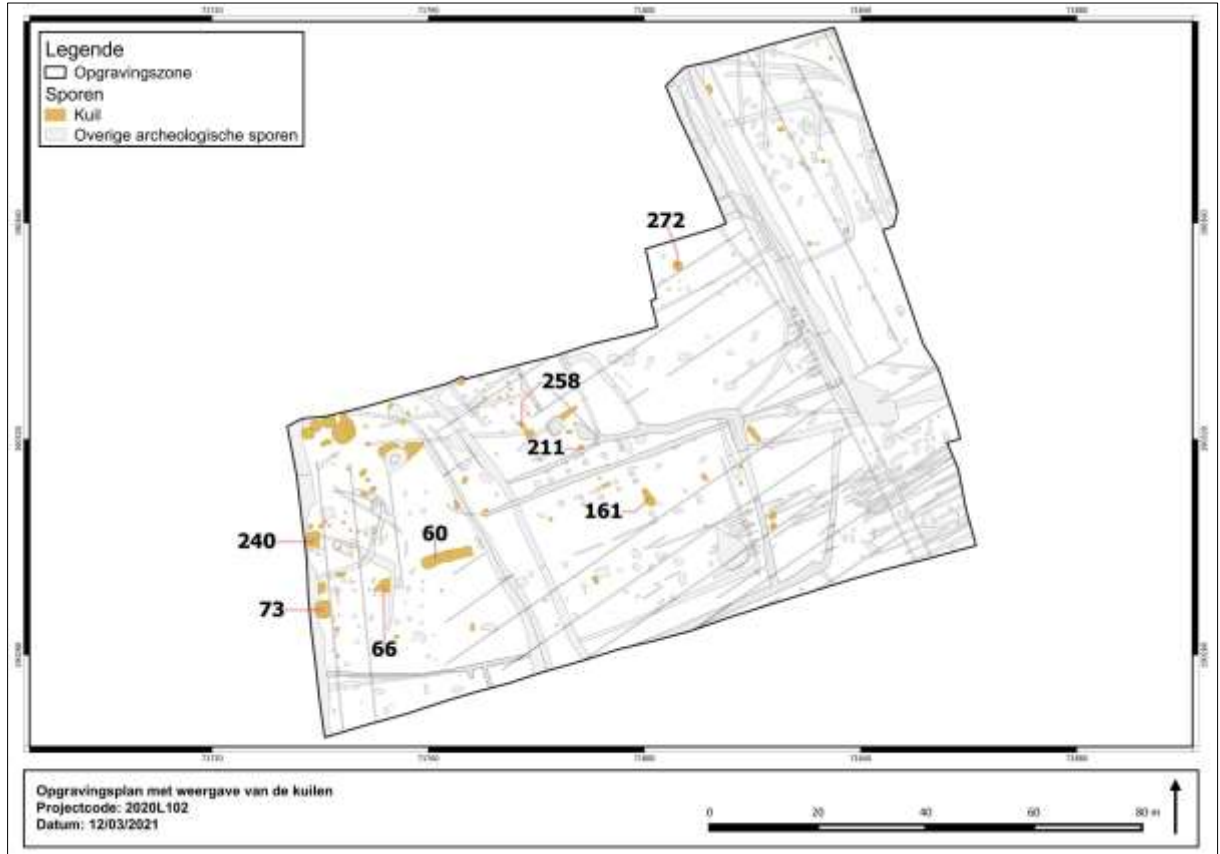 Legende
Opgravingszone
Sporen
Kuil
Overige archeologische sporen
272
258
211
161
240
60
73
66
Opgravingsplan met weergave van de kuilen
Projectcode: 2020L102
Datum: 12/03/2021
0 20 40 60 80 m